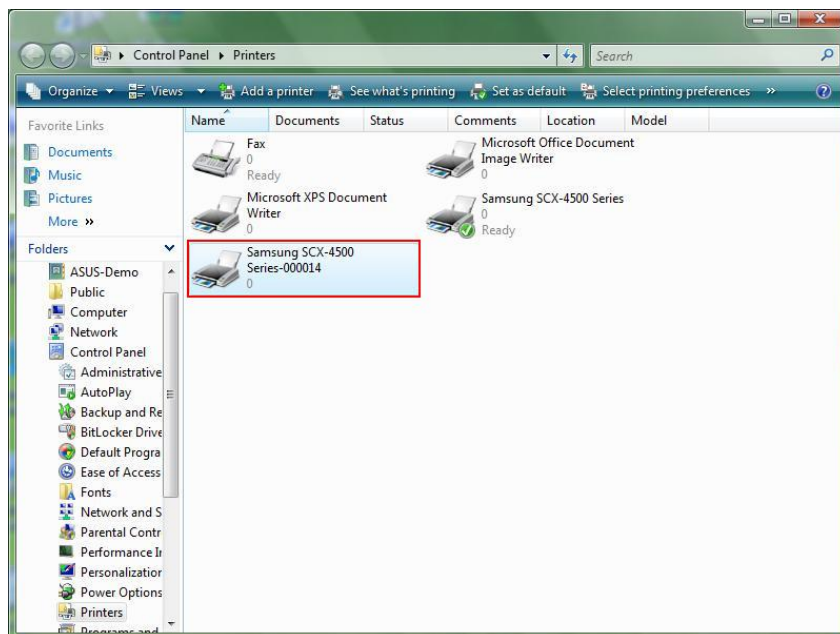 Control Panel Printers
Search
Organize Views Add a printer See what's printing Set as default Select printing preferences »
Favorite Links
Documents
Music
Pictures
More »
Folders
ASUS-Demo
Public
Computer
Network
Control Panel
Administrative
AutoPlay
Backup and Re
BitLocker Drive
Default Progra
Ease of Access
Fonts
Network and S
Parental Contr
Performance Ir
Personalization
Power Options
Printers
Programs and
Name Documents Status Comments Location Model
Fax
0
Ready
Microsoft Office Document
Image Writer
0
Microsoft XPS Document
Writer
0
Samsung SCX-4500 Series
0
Ready
Samsung SCX-4500
Series-000014
0